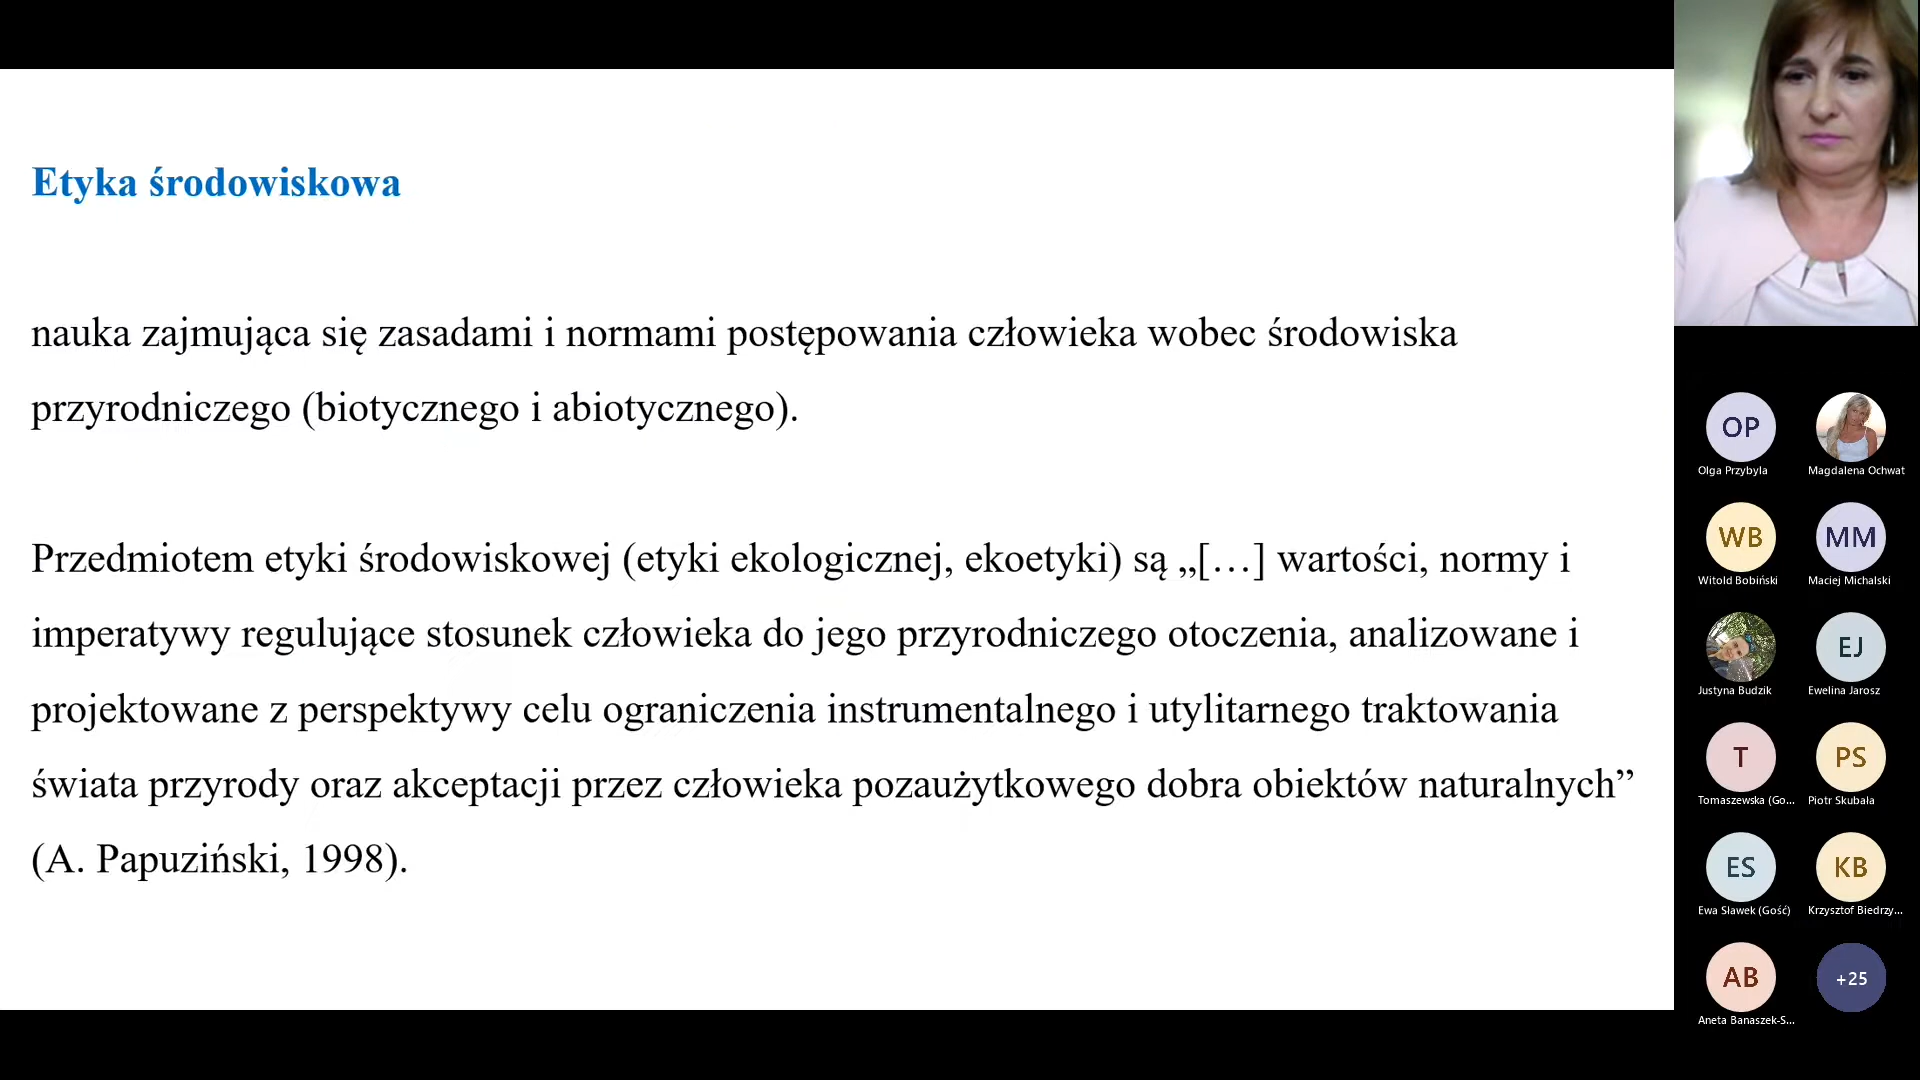 Etyka środowiskowa
nauka zajmująca się zasadami i normami postępowania człowieka wobec środowiska
przyrodniczego (biotycznego i abiotycznego).
Przedmiotem etyki środowiskowej (etyki ekologicznej, ekoetyki) są „[…] wartości, normy i
imperatywy regulujące stosunek człowieka do jego przyrodniczego otoczenia, analizowane i
projektowane z perspektywy celu ograniczenia instrumentalnego i utylitarnego traktowania
świata przyrody oraz akceptacji przez człowieka pozaużytkowego dobra obiektów naturalnych”
(A. Papuziński, 1998).
OP
Olga Przybyla
Magdalena Ochwat
WB
MM
Witold Bobiński
Maciej Michalski
EJ
Justyna Budzik
Ewelina Jarosz
T
PS
Tomaszewska (Go...
Piotr Skubała
ES
KB
Ewa Sławek (Gość)
Krzysztof Biedrzy...
AB
+25
Aneta Banaszek-S...